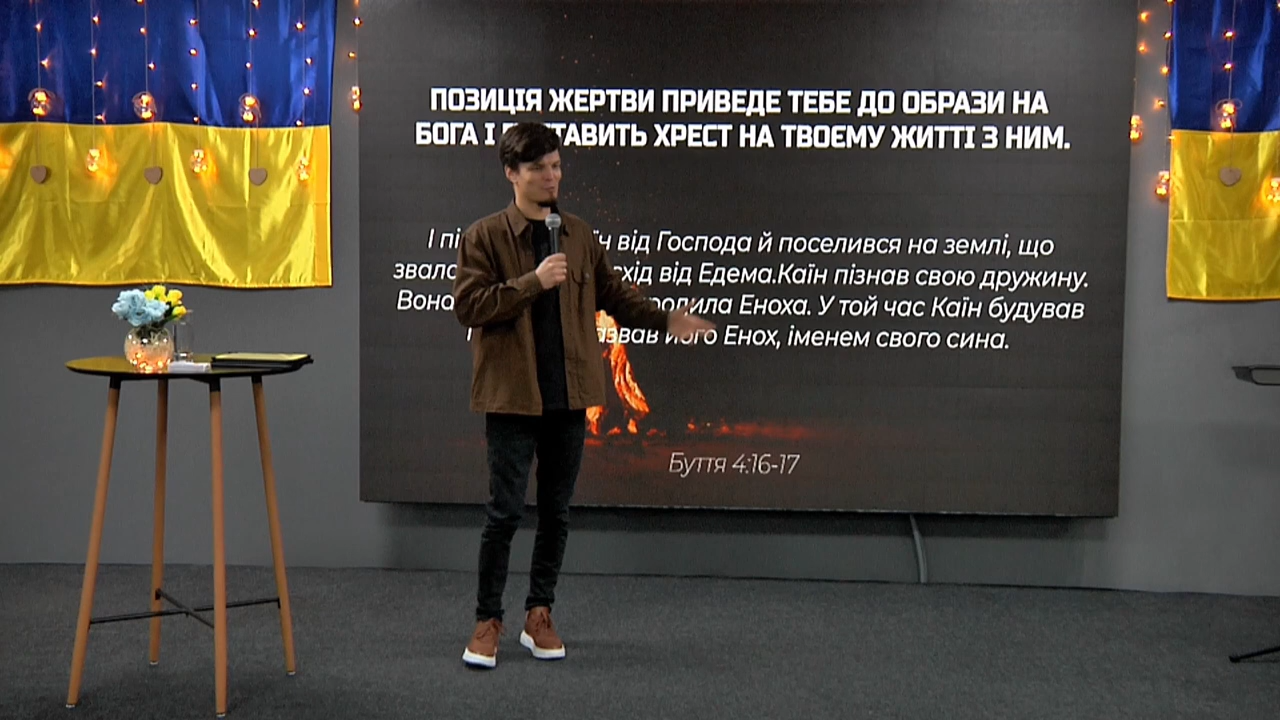 ПОЗИЦІЯ ЖЕРТВИ ПРИВЕДЕ ТЕБЕ ДО ОБРАЗИ НА
БОГА І ХРЕСТ НА ТВОЄМУ ЖИТТІ З НИМ.
І від Господа й поселився на землі, що
від Едема.Каїн пізнав свою дружину.
Вона Еноха. У той час Каїн будував
його Енох, іменем свого сина.
Буття 4:16-17